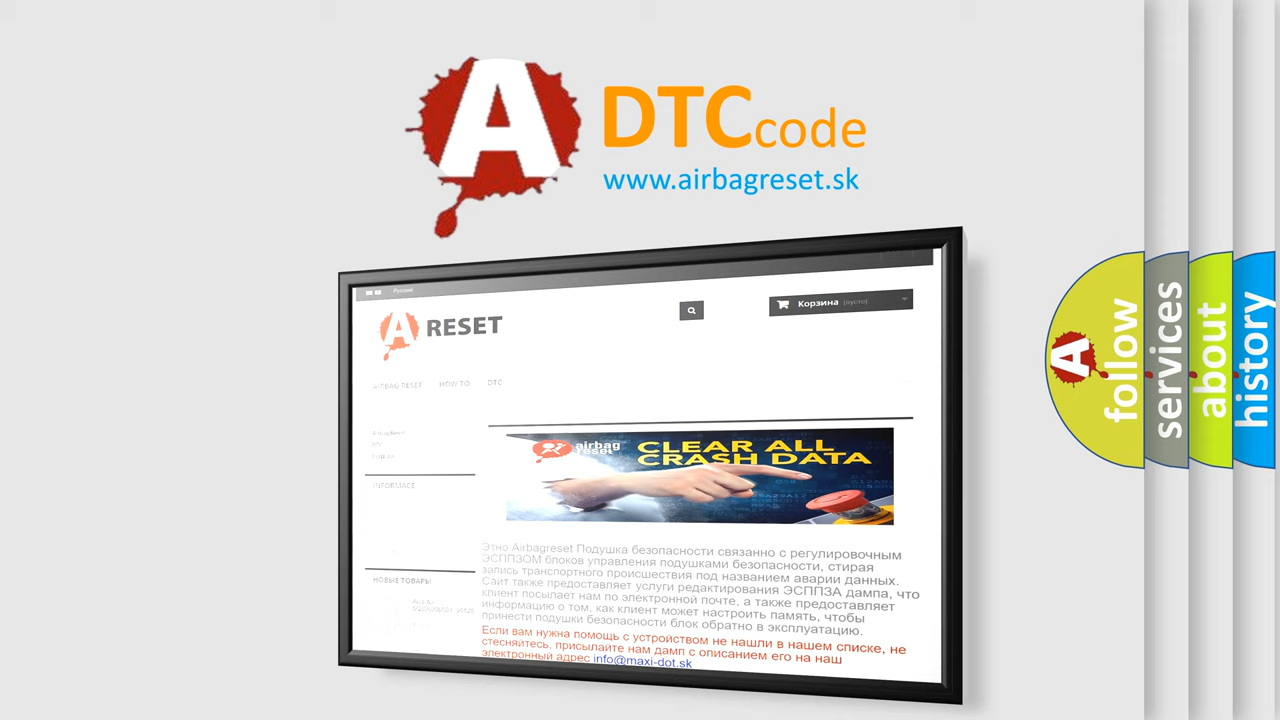 A DTCcode
www.airbagreset.sk
Русский
A RESET
Корзина (пусто)
AIRBAG RESET HOW TO DTC
INFORMACE
НОВЫЕ ТОВАРЫ
airbag
reset
CLEAR ALL
CRASH DATA
Этно Airbagreset Подушка безопасности связанно с регулировочным
ЭСППЗОМ блоков управления подушками безопасности, стирая
запись транспортного происшествия под названием аварии данных.
Сайт также предоставляет услуги редактирования ЭСППЗА дампа, что
клиент посылает нам по электронной почте, а также предоставляет
информацию о том, как клиент может настроить память, чтобы
принести подушки безопасности блок обратно в эксплуатацию.
Если вам нужна помощь с устройством не нашли в нашем списке, не
стесняйтесь, присылайте нам дамп с описанием его на наш
электронный адрес info@maxi-dot.sk
A follow
services
about
history